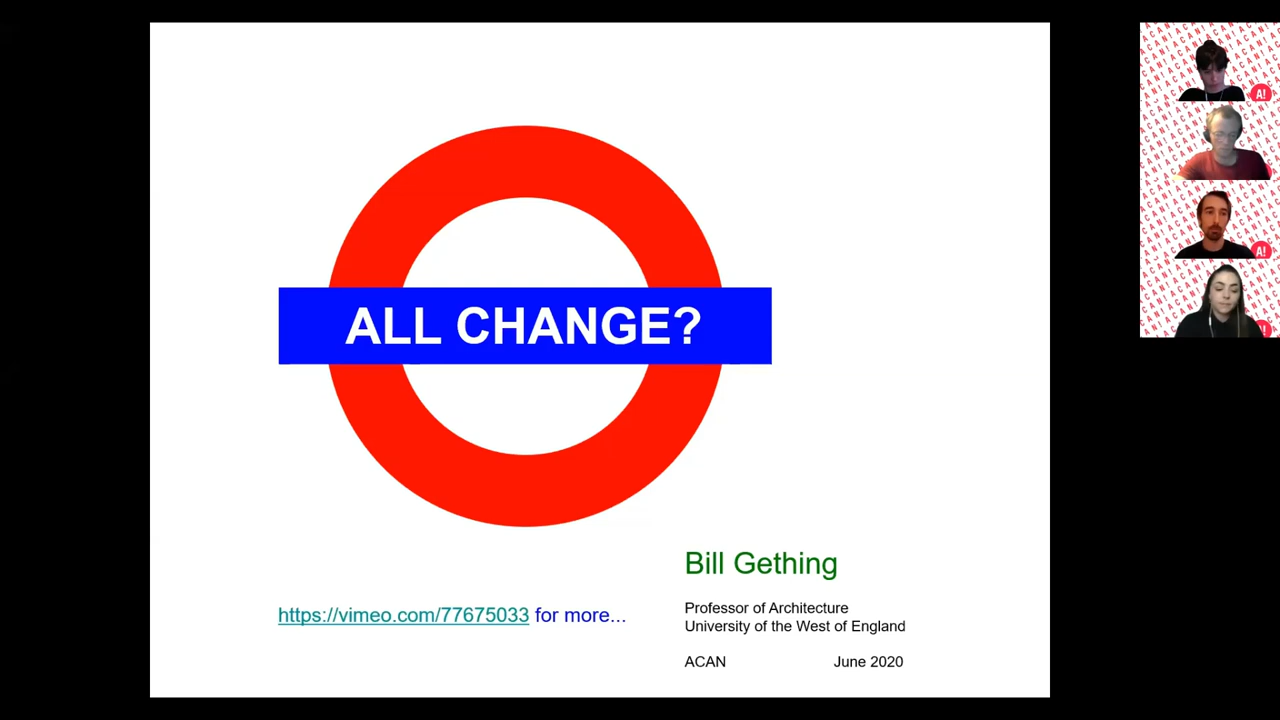 ALL CHANGE?
Bill Gething
https://vimeo.com/77675033 for more...
Professor of Architecture
University of the West of England
ACAN June 2020
A!
A!